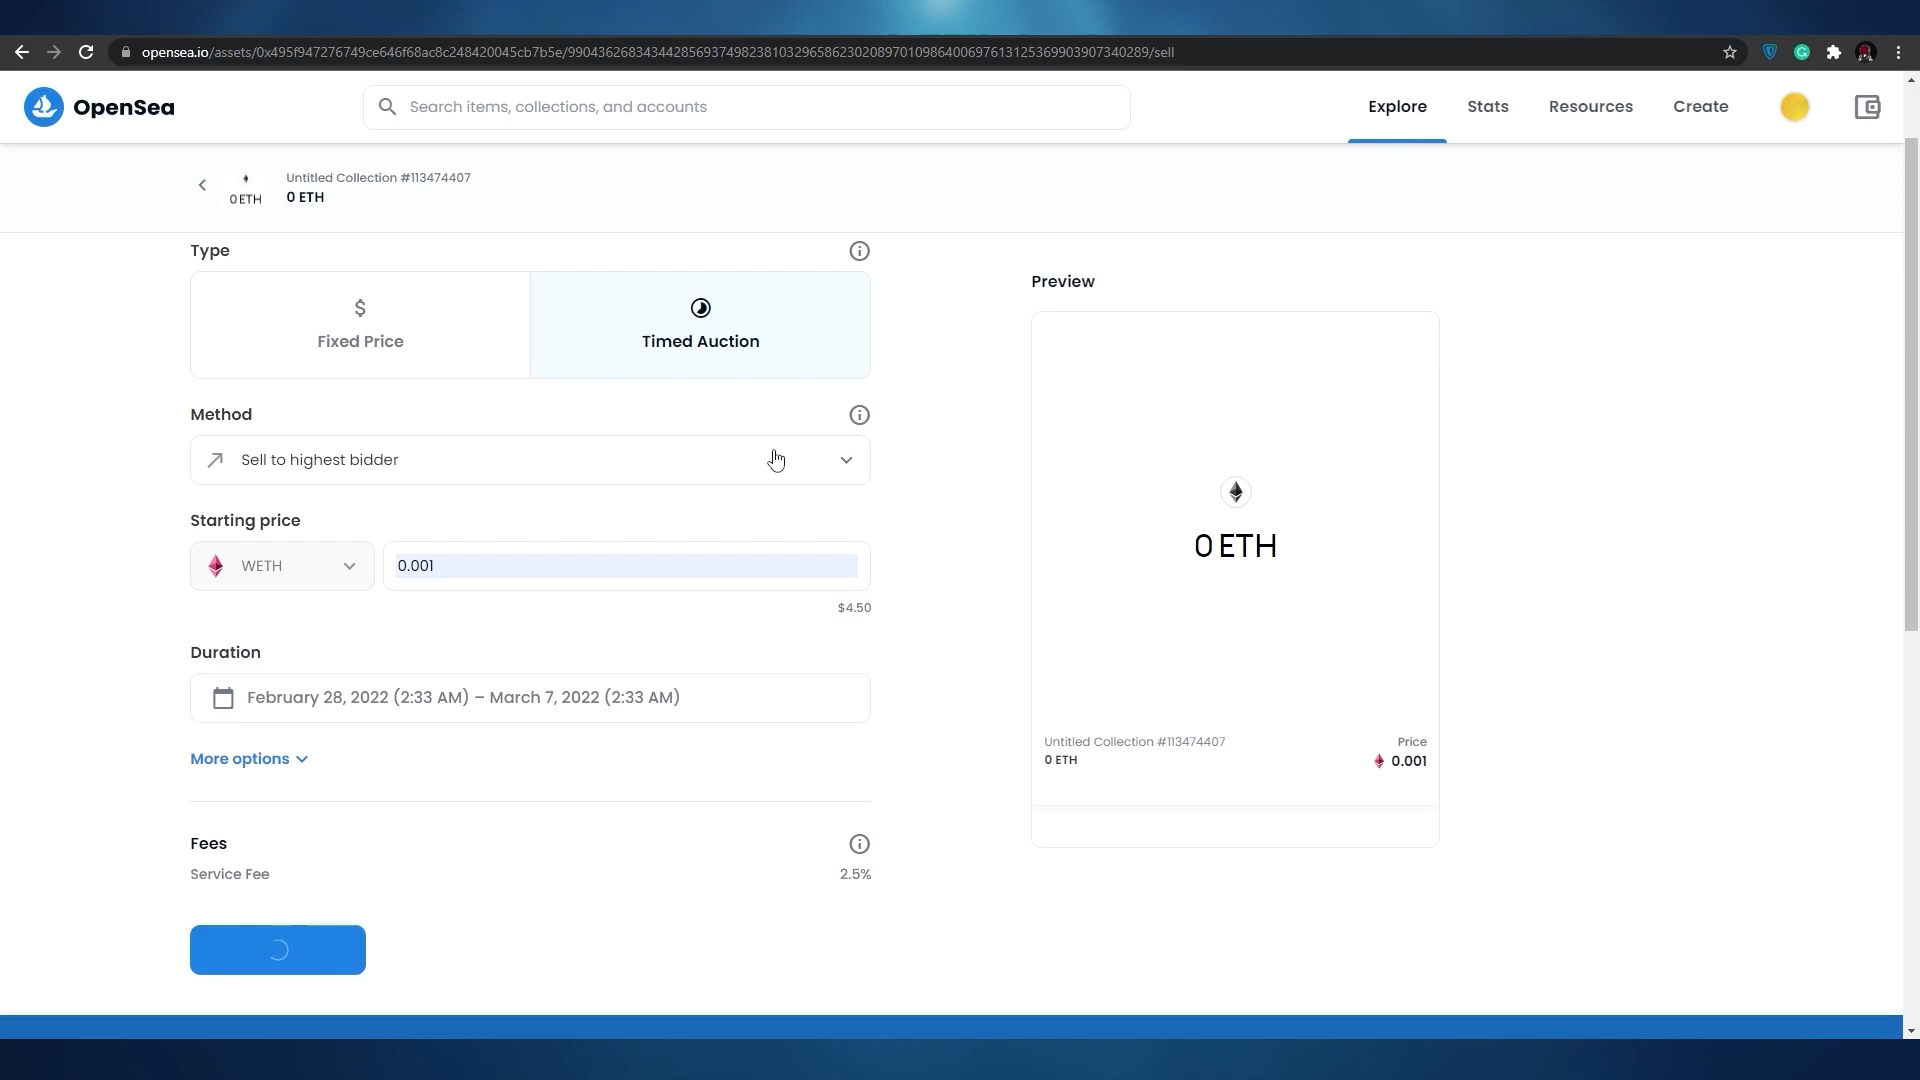 opensea.io/assets/0x495f947276749ce646f68ac8c248420045cb7b5e/99043626834344285693749823810329658623020897010986400697613125369903907340289/sell
OpenSea
Search items, collections, and accounts
Explore
Stats
Resources
Create
0 ETH
Untitled Collection #113474407
0 ETH
Type
Preview
$
Fixed Price
Timed Auction
Method
Sell to highest bidder
0 ETH
Starting price
WETH
0.001
$4.50
Duration
February 28, 2022 (2:33 AM) – March 7, 2022 (2:33 AM)
Untitled Collection #113474407
Price
0 ETH
0.001
More options
Fees
Service Fee
2.5%